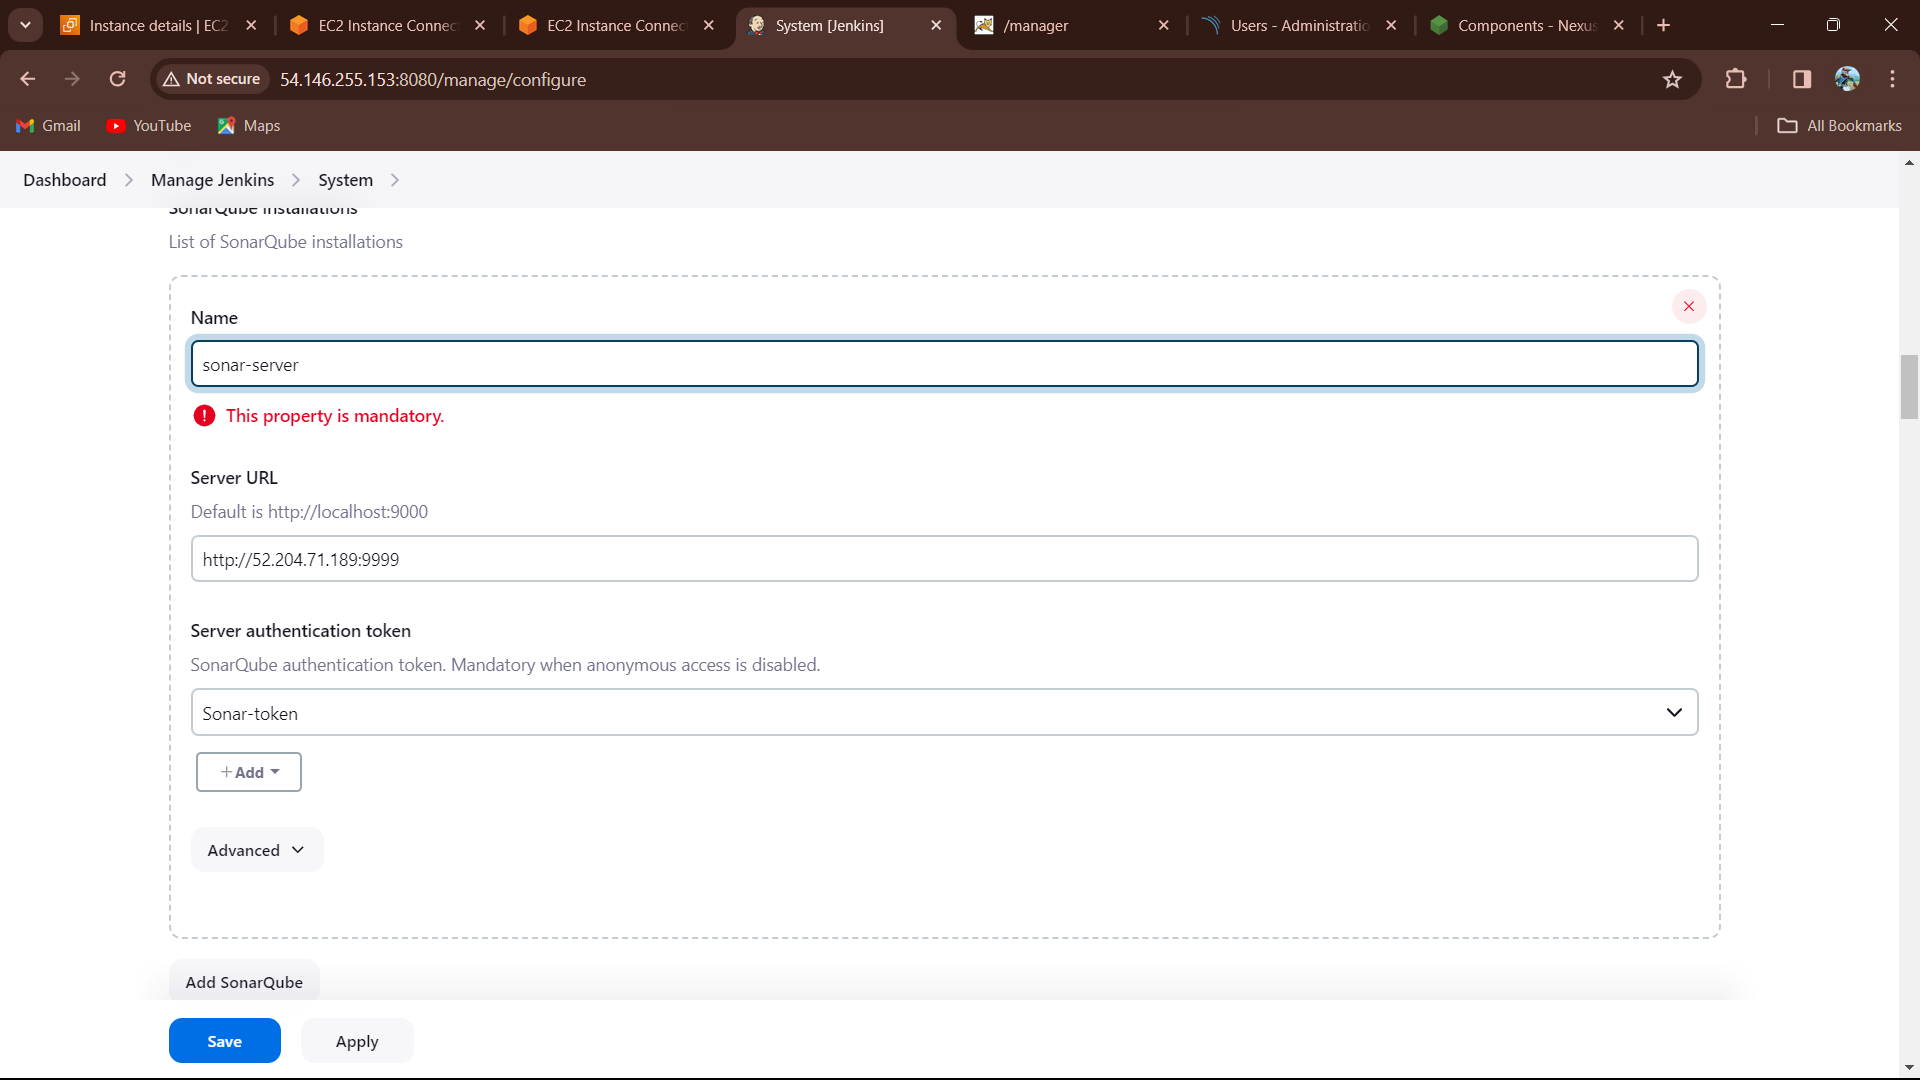 Instance details | EC2
EC2 Instance Connec
EC2 Instance Connec
System [Jenkins]
/manager
Users - Administratio
Components - Nexus
Not secure
54.146.255.153:8080/manage/configure
Gmail
YouTube
Maps
All Bookmarks
Dashboard
Manage Jenkins
System
SonarQube installations
List of SonarQube installations
Name
sonar-server
This property is mandatory.
Server URL
Default is http://localhost:9000
http://52.204.71.189:9999
Server authentication token
SonarQube authentication token. Mandatory when anonymous access is disabled.
Sonar-token
+ Add
Advanced
Add SonarQube
Save
Apply